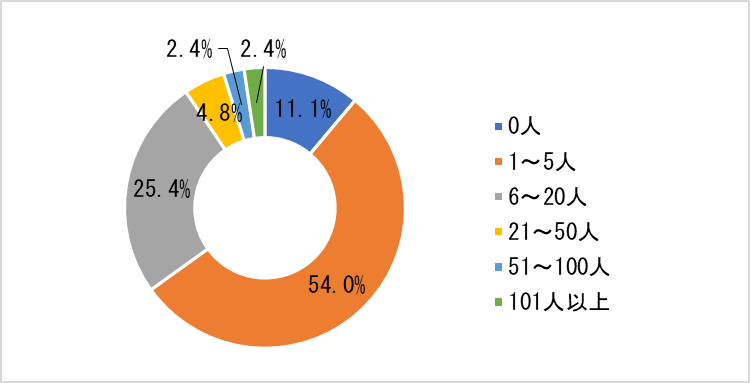 2.4%
2.4%
11.1%
4.8%
25.4%
54.0%
0人
1～5人
6～20人
21～50人
51～100人
101人以上